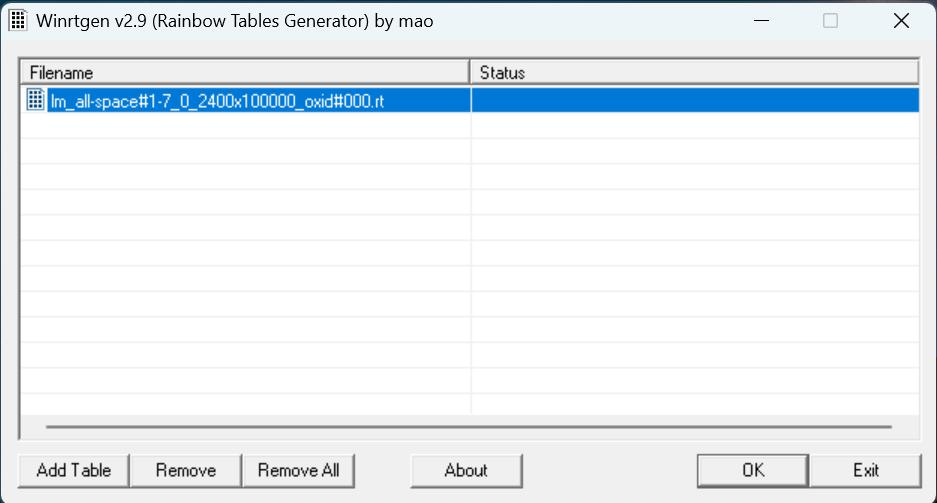 Winrtgen v2.9 (Rainbow Tables Generator) by mao
Filename Status
lm_all-space#1-7_0_2400x100000_oxid#000.rt
Add Table Remove Remove All About OK Exit